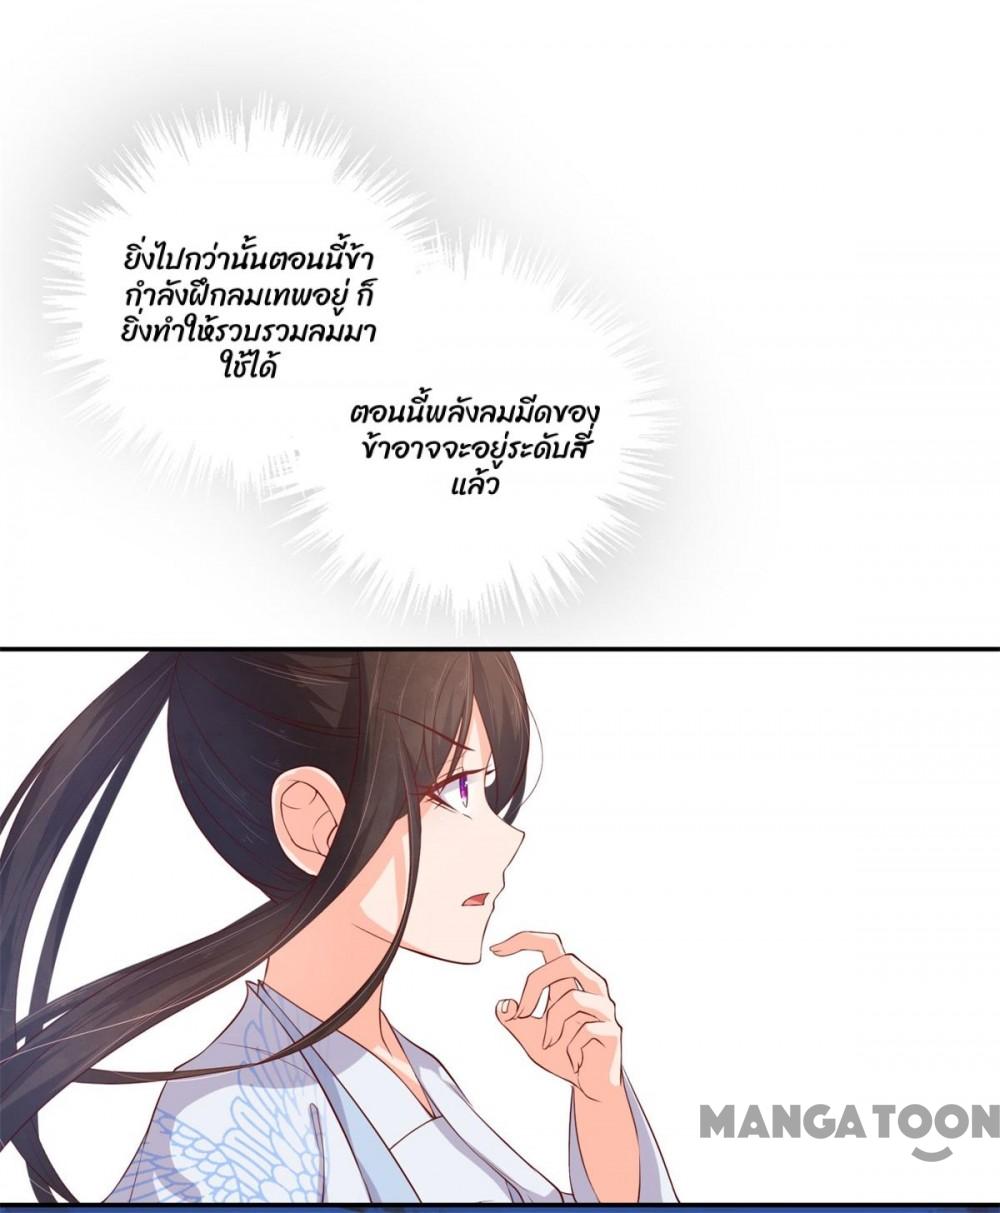 ยิ่งไปกว่านั้นตอนนี้ข้า
กำลังฝึกลมเทพอยู่ ก็
ยิ่งทำให้รวบรวมลมมา
ใช้ได้
ตอนนี้พลังลมมีดของ
ข้าอาจจะอยู่ระดับสี่
แล้ว
MANGATOON